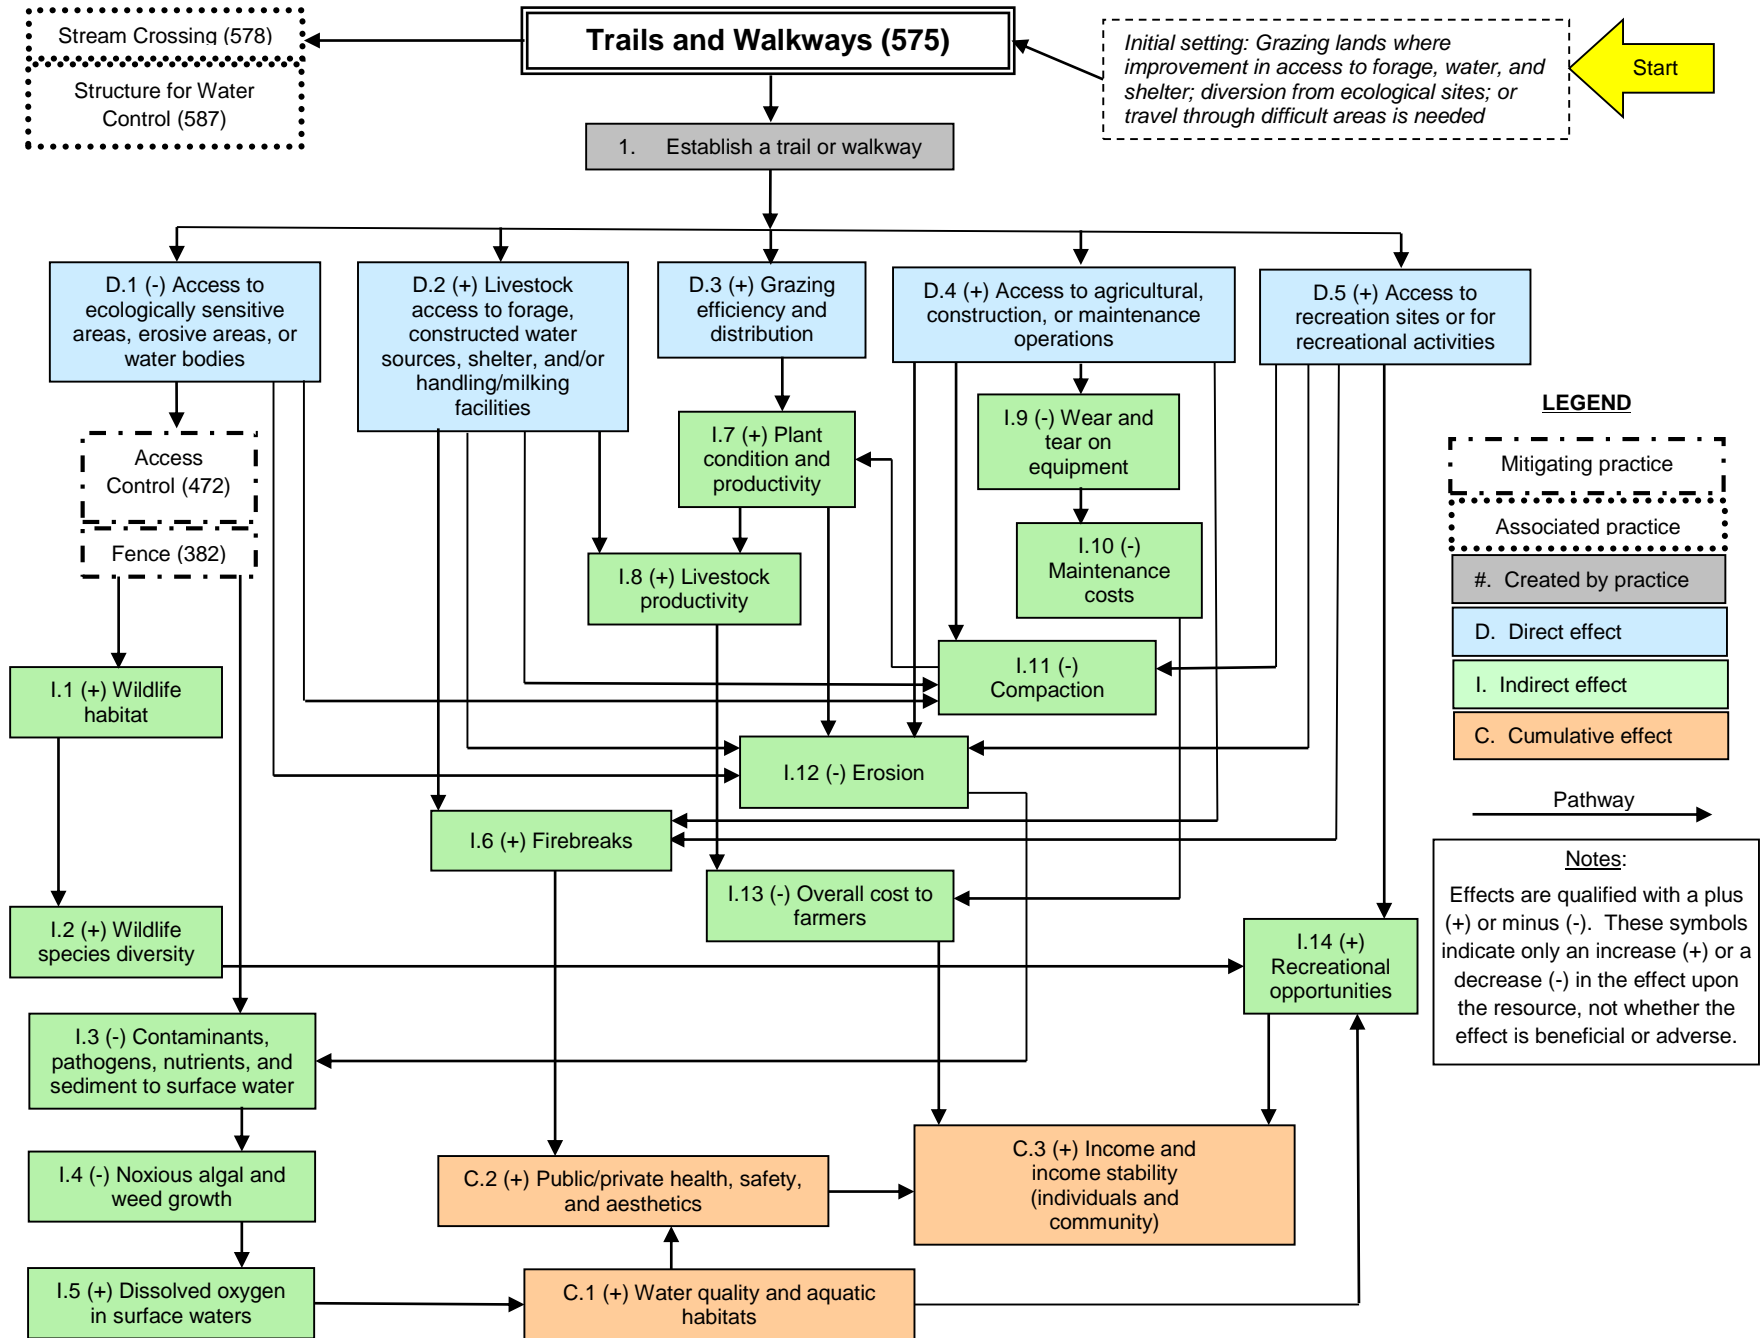 Stream Crossing (578)
Structure for Water
Control (587)
Trails and Walkways (575)
Initial setting: Grazing lands where
improvement in access to forage, water, and
shelter; diversion from ecological sites; or
travel through difficult areas is needed
Start
1. Establish a trail or walkway
D.1 (-) Access to
ecologically sensitive
areas, erosive areas, or
water bodies
D.2 (+) Livestock
access to forage,
constructed water
sources, shelter, and/or
handling/milking
facilities
D.3 (+) Grazing
efficiency and
distribution
D.4 (+) Access to agricultural,
construction, or maintenance
operations
D.5 (+) Access to
recreation sites or for
recreational activities
Access
Control (472)
Fence (382)
I.7 (+) Plant
condition and
productivity
I.9 (-) Wear and
tear on
equipment
I.8 (+) Livestock
productivity
I.10 (-)
Maintenance
costs
I.1 (+) Wildlife
habitat
I.11 (-)
Compaction
I.12 (-) Erosion
I.6 (+) Firebreaks
I.13 (-) Overall cost to
farmers
I.2 (+) Wildlife
species diversity
I.14 (+)
Recreational
opportunities
I.3 (-) Contaminants,
pathogens, nutrients, and
sediment to surface water
I.4 (-) Noxious algal and
weed growth
C.2 (+) Public/private health, safety,
and aesthetics
C.3 (+) Income and
income stability
(individuals and
community)
I.5 (+) Dissolved oxygen
in surface waters
C.1 (+) Water quality and aquatic
habitats
LEGEND
Mitigating practice
Associated practice
#. Created by practice
D. Direct effect
I. Indirect effect
C. Cumulative effect
Pathway
Notes:
Effects are qualified with a plus
(+) or minus (-). These symbols
indicate only an increase (+) or a
decrease (-) in the effect upon
the resource, not whether the
effect is beneficial or adverse.